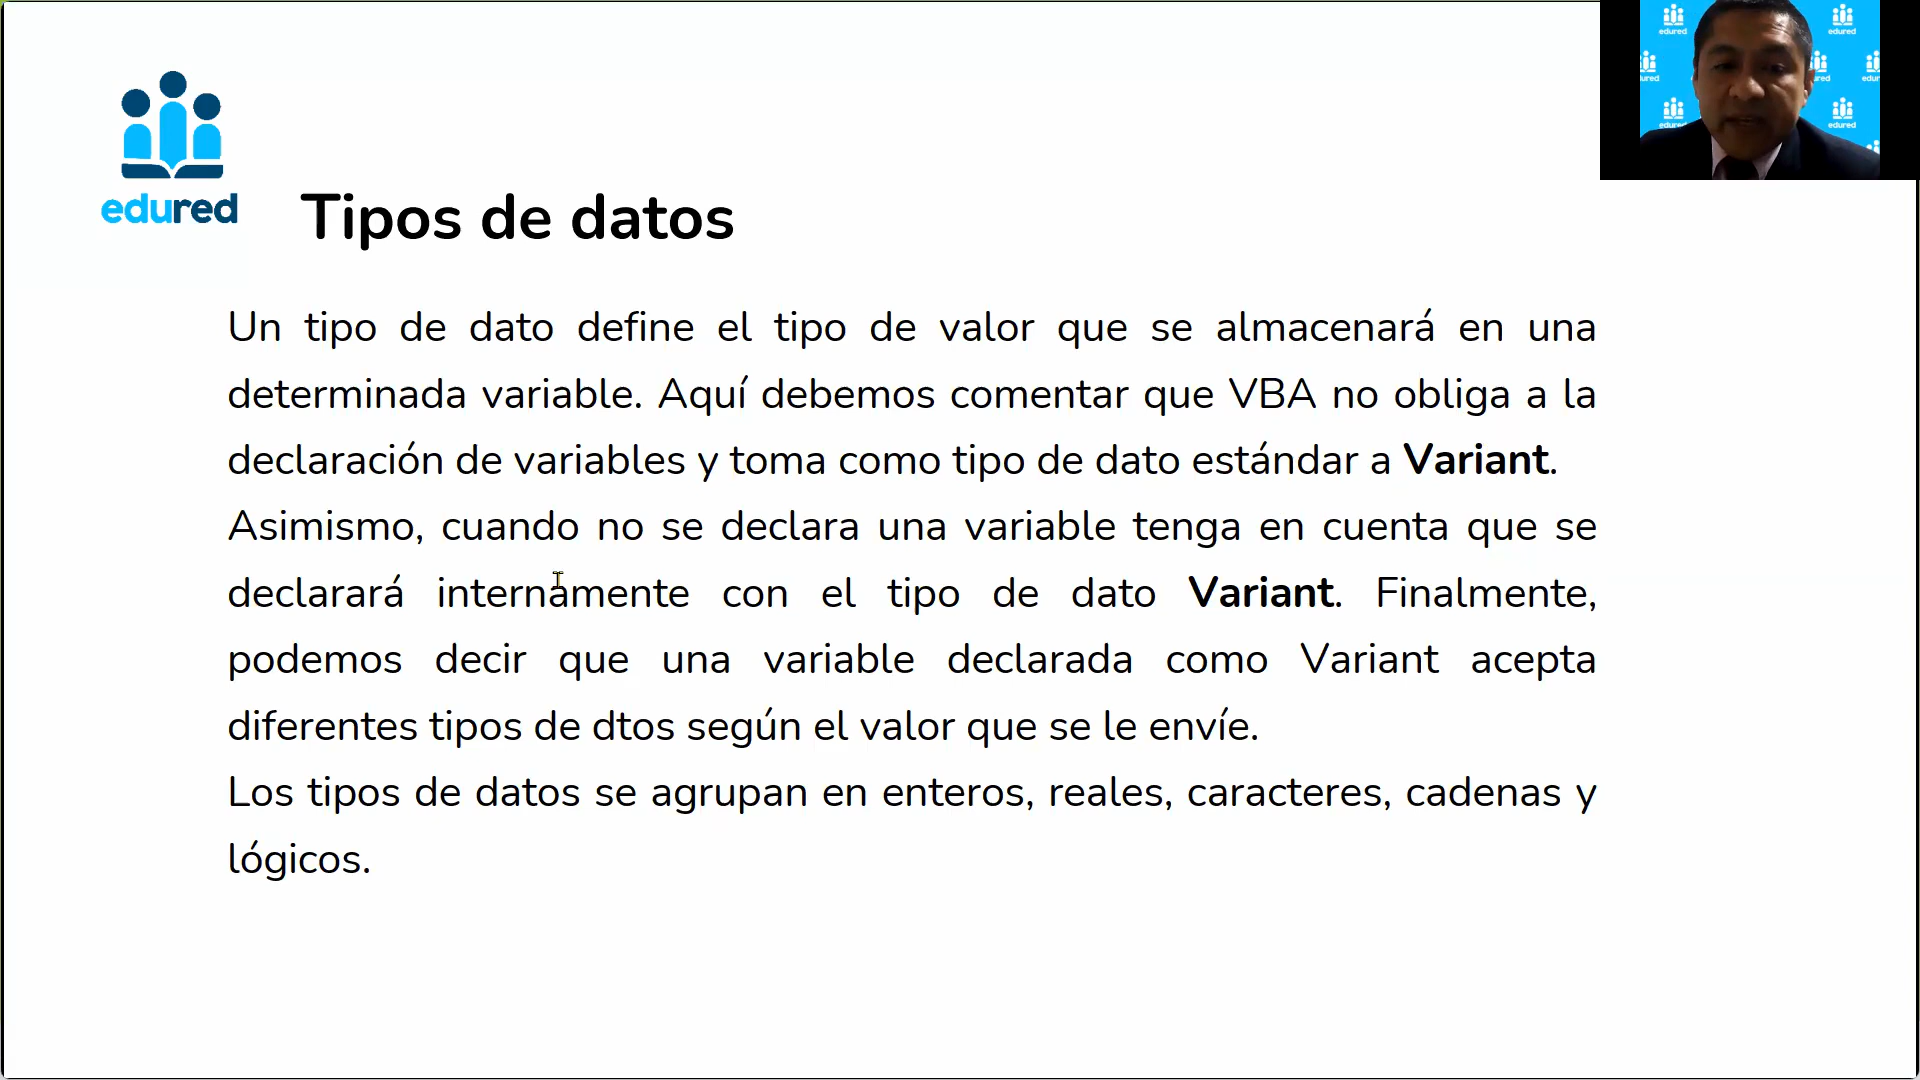 edured
Tipos de datos
Un tipo de dato define el tipo de valor que se almacenará en una
determinada variable. Aquí debemos comentar que VBA no obliga a la
declaración de variables y toma como tipo de dato estándar a Variant.
Asimismo, cuando no se declara una variable tenga en cuenta que se
declarará internamente con el tipo de dato Variant. Finalmente,
podemos decir que una variable declarada como Variant acepta
diferentes tipos de dtos según el valor que se le envíe.
Los tipos de datos se agrupan en enteros, reales, caracteres, cadenas y
lógicos.
edured
edured
edured
edured